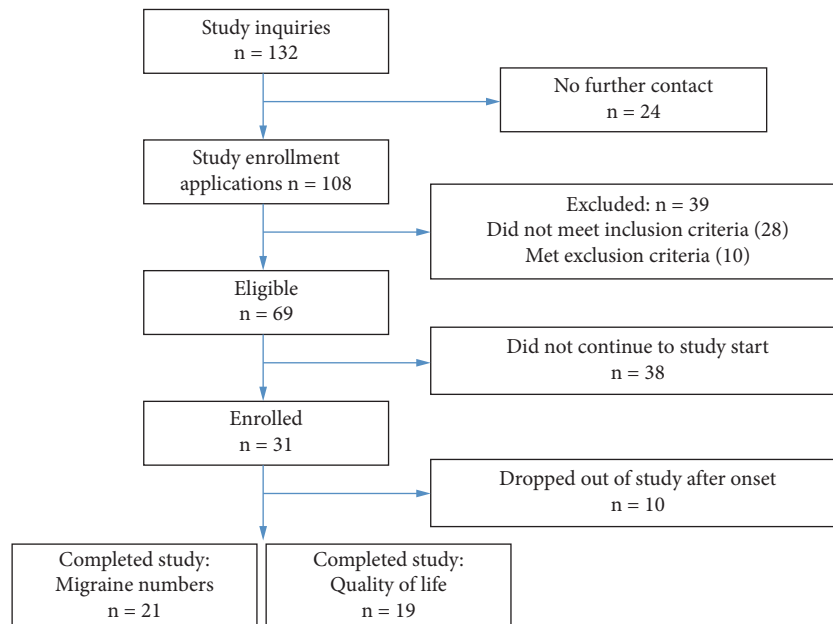 Study inquiries
n = 132
No further contact
n = 24
Study enrollment
applications n = 108
Excluded: n = 39
Did not meet inclusion criteria (28)
Met exclusion criteria (10)
Eligible
n = 69
Did not continue to study start
n = 38
Enrolled
n = 31
Dropped out of study after onset
n = 10
Completed study:
Migraine numbers
n = 21
Completed study:
Quality of life
n = 19